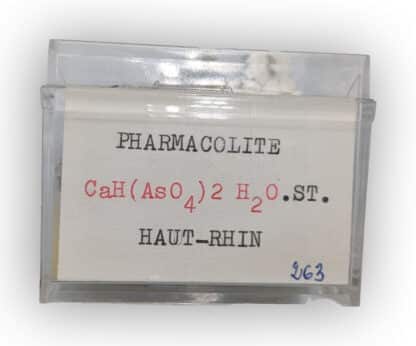 PHARMACOLITE
CaH(AsO₄)2 H₂O.ST.
HAUT-RHIN
263